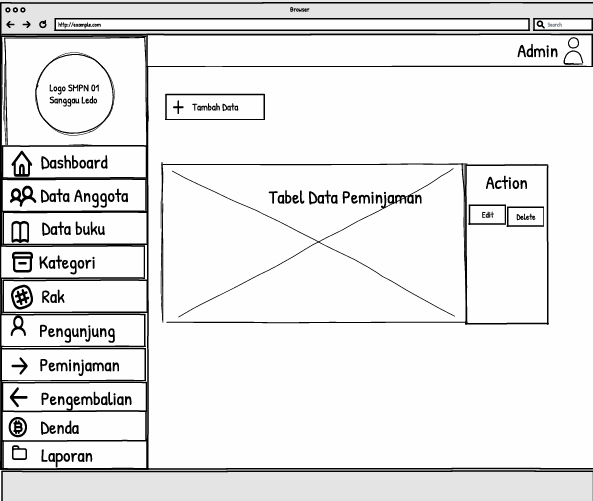 Browser
http://example.com
Search
Admin
Logo SMPN 01
Sanggau Ledo
Tambah Data
Dashboard
Data Anggota
Data buku
Kategori
Rak
Pengunjung
Peminjaman
Pengembalian
Denda
Laporan
Tabel Data Peminjaman
Action
Edit
Delete